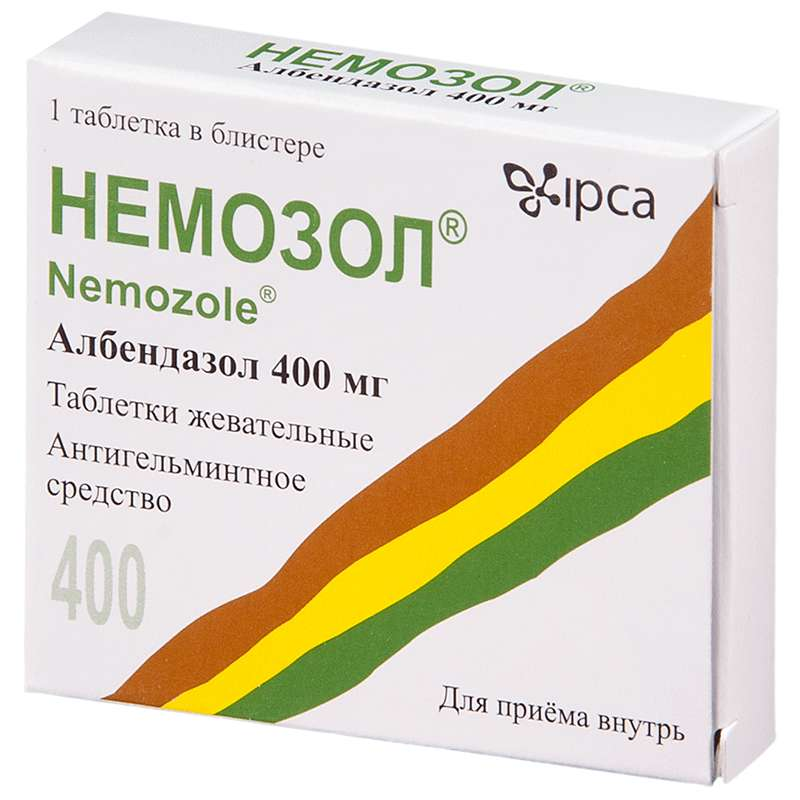 НЕМОЗОЛ®
Албендазол 400 мг
1 таблетка в блистере
ipca
НЕМОЗОЛ®
Nemozole®
Албендазол 400 мг
Таблетки жевательные
Антигельминтное
средство
400
Для приёма внутрь